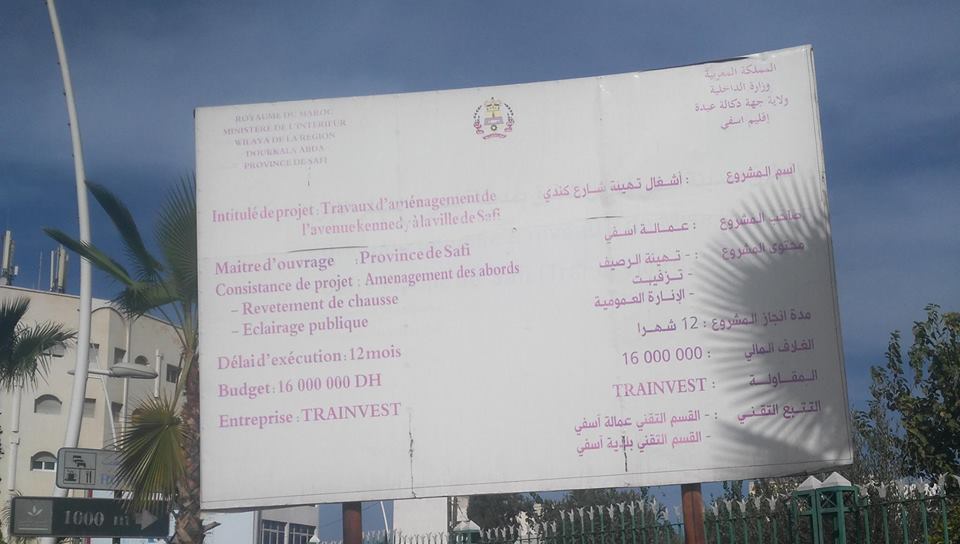 ROYAUME DU MAROC
MINISTERE DE L'INTERIEUR
WILAYA DE LA REGION
DOUKKALA ABDA
PROVINCE DE SAFI
المملكة المغربية
وزارة الداخلية
ولاية جهة دكالة عبدة
إقليم اسفي
Intitulé de projet : Travaux d'aménagement de
l'avenue kennedy à la ville de Safi
Maitre d'ouvrage : Province de Safi
Consistance de projet : Amenagement des abords
– Revetement de chausse
– Eclairage publique
Délai d'exécution : 12 mois
Budget : 16 000 000 DH
Entreprise : TRAINVEST
اسم المشروع : أشغال تهيئة شارع كندي
صاحب المشروع : عمالة اسفي
محتوى المشروع : - تهيئة الرصيف
- تزفيت
- الإنارة العمومية
مدة انجاز المشروع : 12 شهرا
الغلاف المالي : 16 000 000
المقاولة : TRAINVEST
التتبع التقني : - القسم التقني عمالة أسفي
- القسم التقني بلدية أسفي
1000 m